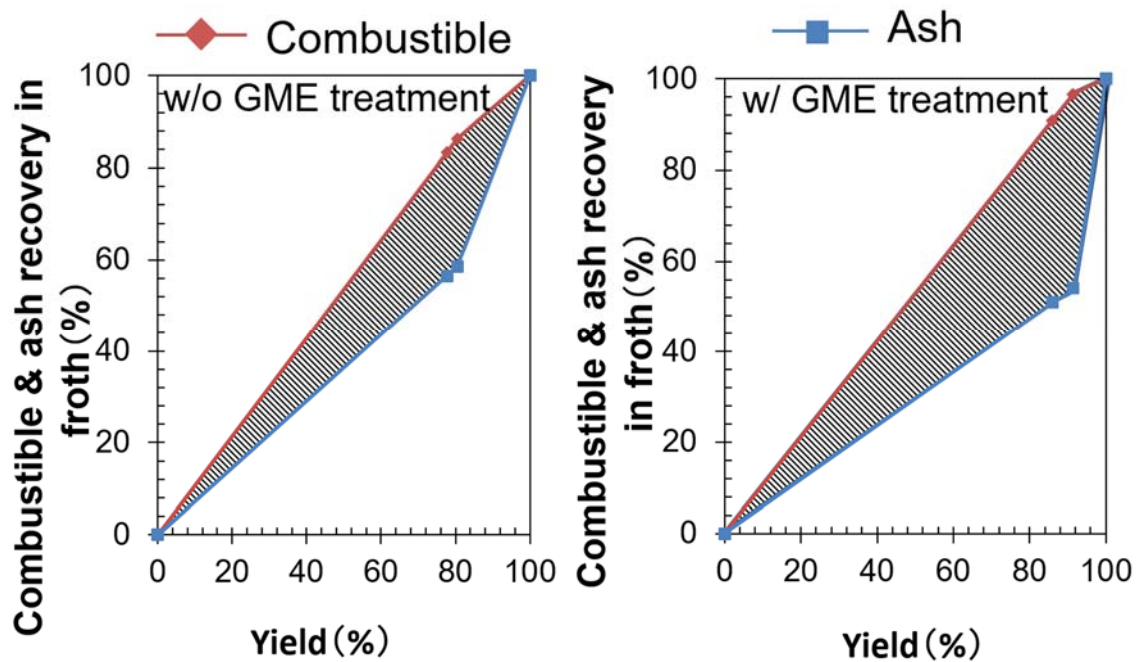 Combustible
Ash
Combustible & ash recovery in
froth(%)
w/o GME treatment
100
80
60
40
20
0
0 20 40 60 80 100
Yield(%)
Combustible & ash recovery
in froth(%)
w/ GME treatment
100
80
60
40
20
0
0 20 40 60 80 100
Yield(%)